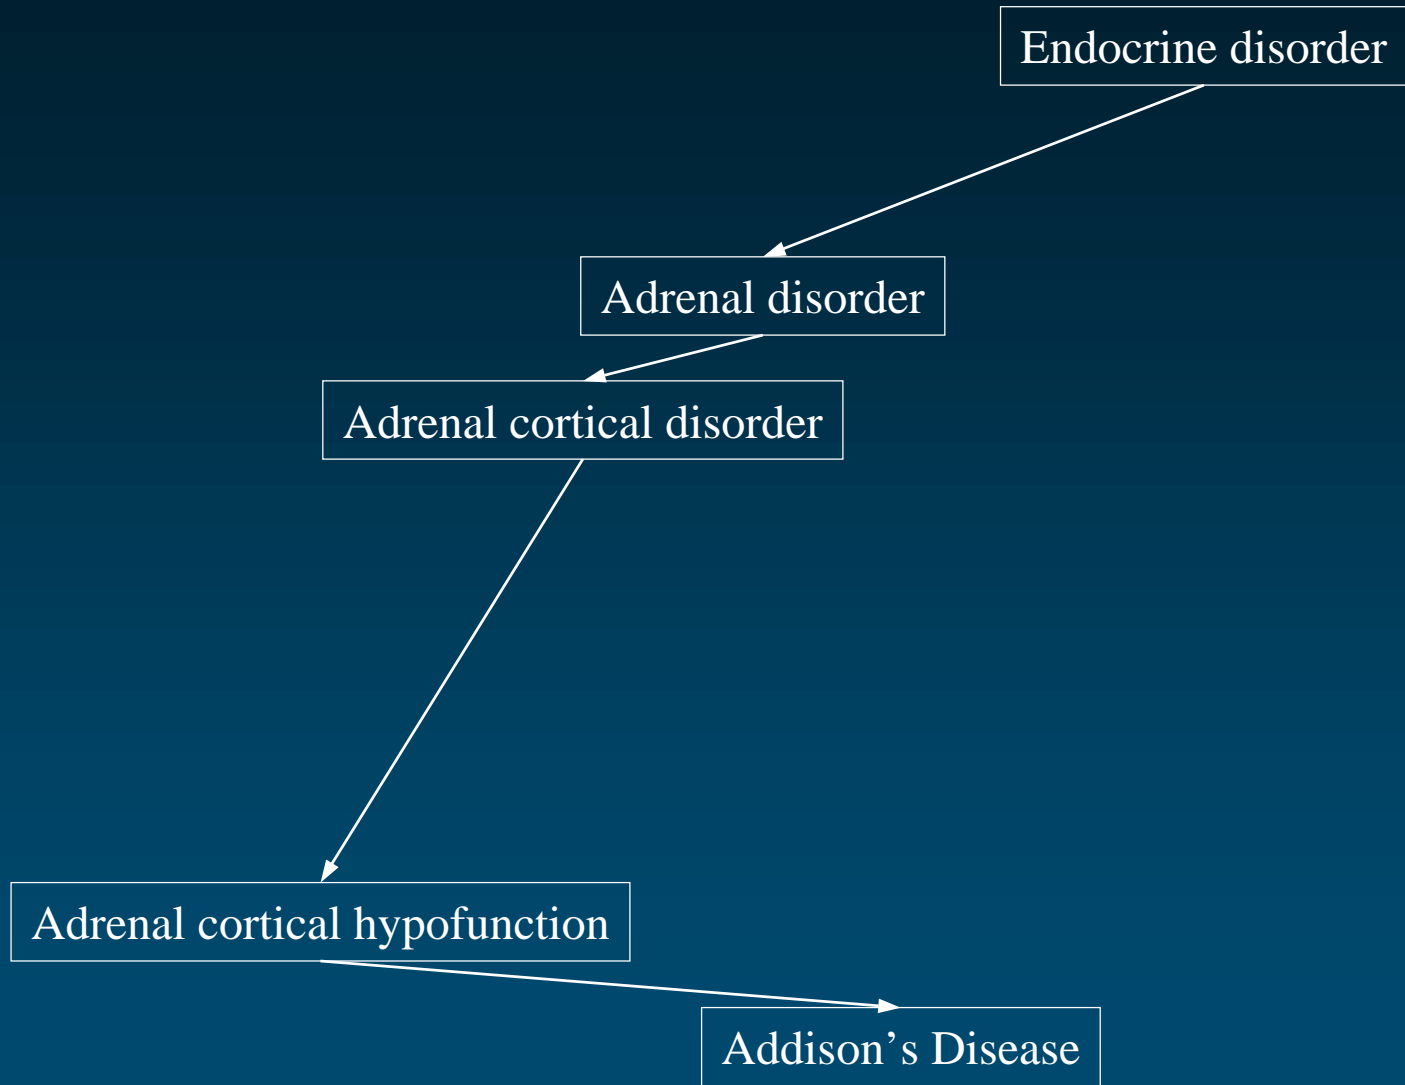 Endocrine disorder
Adrenal disorder
Adrenal cortical disorder
Adrenal cortical hypofunction
Addison’s Disease